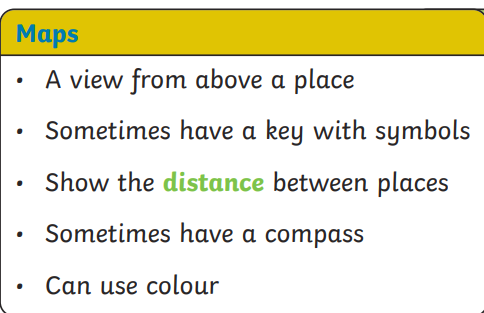 Maps
• A view from above a place
• Sometimes have a key with symbols
• Show the distance between places
• Sometimes have a compass
• Can use colour